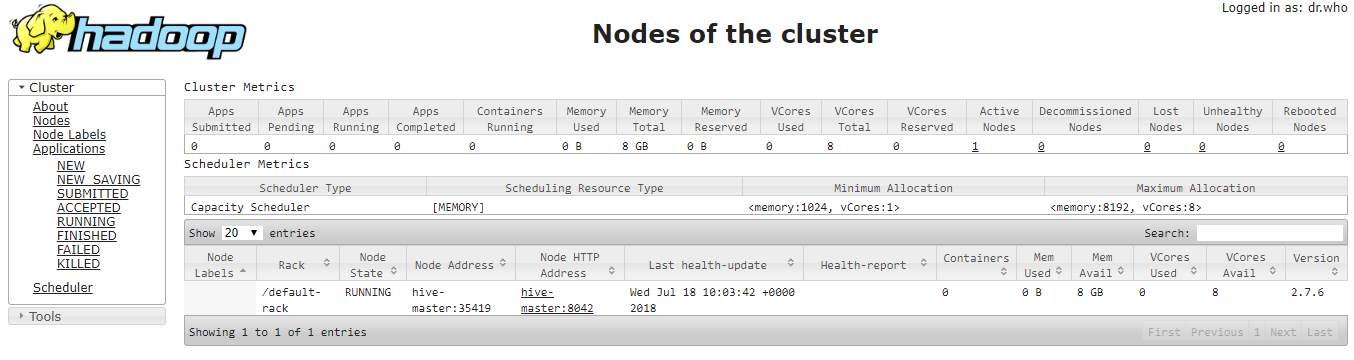 Logged in as: dr.who
hadoop
Nodes of the cluster
Cluster
About
Nodes
Node Labels
Applications
NEW
NEW_SAVING
SUBMITTED
ACCEPTED
RUNNING
FINISHED
FAILED
KILLED
Scheduler
Tools
Cluster Metrics
Apps Submitted Apps Pending Apps Running Apps Completed Containers Running Memory Used Memory Total Memory Reserved VCores Used VCores Total VCores Reserved Active Nodes Decommissioned Nodes Lost Nodes Unhealthy Nodes Rebooted Nodes
0 0 0 0 0 0 B 8 GB 0 B 0 8 0 1 0 0 0 0
Scheduler Metrics
Scheduler Type Scheduling Resource Type Minimum Allocation Maximum Allocation
Capacity Scheduler [MEMORY] <memory:1024, vCores:1> <memory:8192, vCores:8>
Show 20 entries Search:
Node Labels Rack Node State Node Address Node HTTP Address Last health-update Health-report Containers Mem Used Mem Avail VCores Used VCores Avail Version
/default-rack RUNNING hive-master:35419 hive-master:8042 Wed Jul 18 10:03:42 +0000 2018 0 0 B 8 GB 0 8 2.7.6
Showing 1 to 1 of 1 entries First Previous 1 Next Last